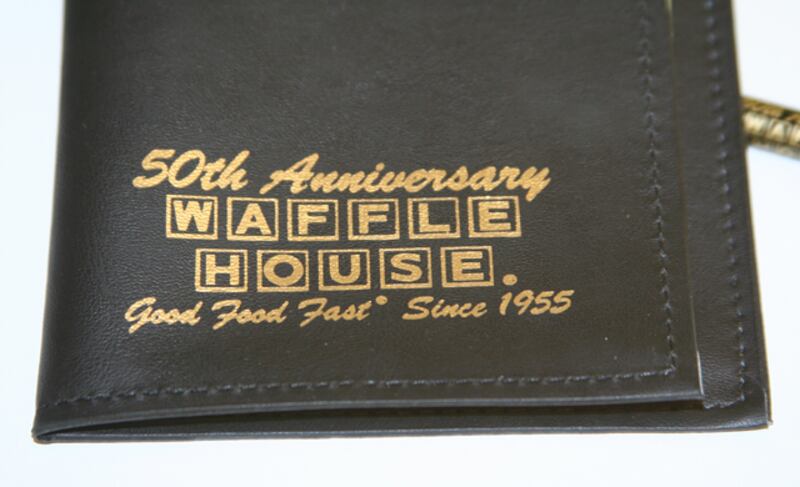 50th Anniversary
WAFFLE
HOUSE.
Good Food Fast® Since 1955